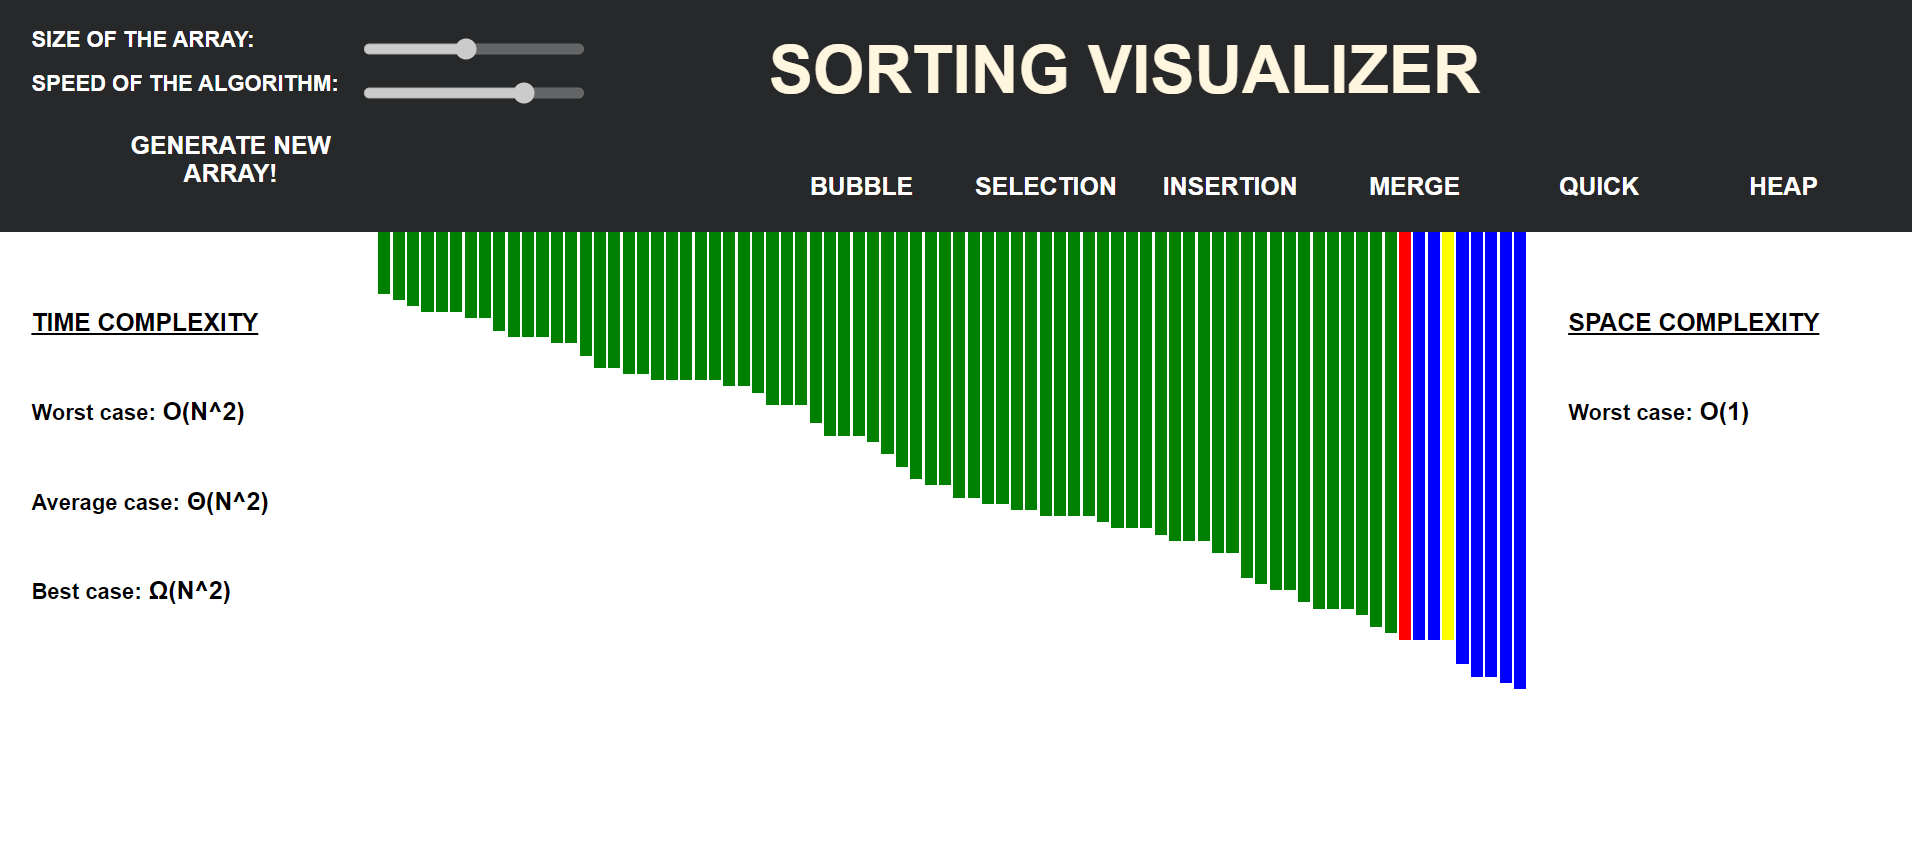 SIZE OF THE ARRAY:
SPEED OF THE ALGORITHM:
GENERATE NEW
ARRAY!
SORTING VISUALIZER
BUBBLE SELECTION INSERTION MERGE QUICK HEAP
TIME COMPLEXITY
Worst case: O(N^2)
Average case: Θ(N^2)
Best case: Ω(N^2)
SPACE COMPLEXITY
Worst case: O(1)